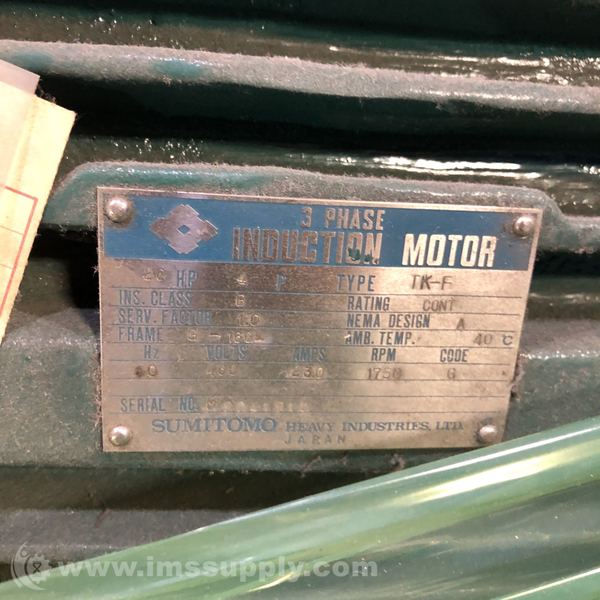 3 PHASE
INDUCTION MOTOR
HP 4 P TYPE TK-F
INS. CLASS B RATING CONT
SERV. FACTOR 1.0 NEMA DESIGN A
FRAME AMB. TEMP. 40 °C
Hz VOLTS AMPS RPM CODE
60 1750 G
SERIAL NO.
SUMITOMO HEAVY INDUSTRIES, LTD.
JAPAN
www.imssupply.com